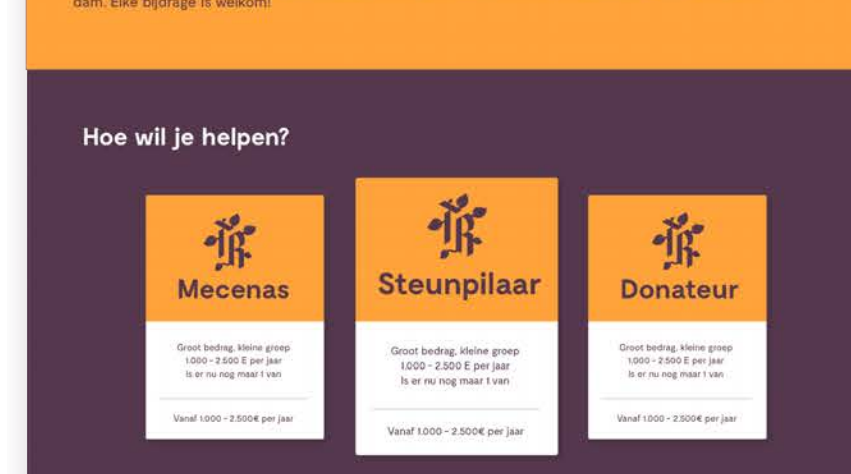 dam. Elke bijdrage is welkom!
Hoe wil je helpen?
Mecenas
Groot bedrag, kleine groep
1.000 - 2.500 E per jaar
Is er nu nog maar 1 van
Vanaf 1.000 - 2.500€ per jaar
Steunpilaar
Groot bedrag, kleine groep
1.000 - 2.500 E per jaar
Is er nu nog maar 1 van
Vanaf 1.000 - 2.500€ per jaar
Donateur
Groot bedrag, kleine groep
1.000 - 2.500 E per jaar
Is er nu nog maar 1 van
Vanaf 1.000 - 2.500€ per jaar